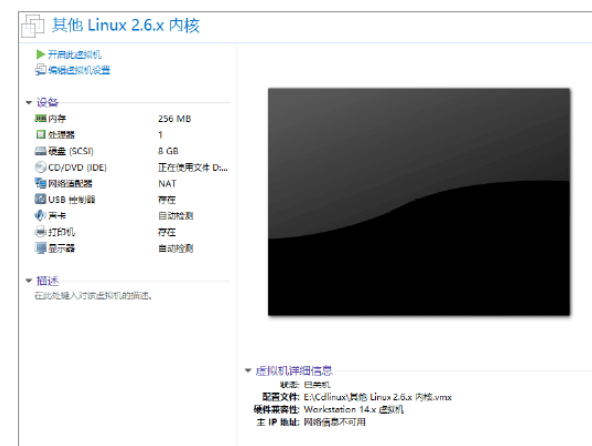 其他 Linux 2.6.x 内核
开启此虚拟机
编辑虚拟机设置
设备
内存 256 MB
处理器 1
硬盘 (SCSI) 8 GB
CD/DVD (IDE) 正在使用文件 D:...
网络适配器 NAT
USB 控制器 存在
声卡 自动检测
打印机 存在
显示器 自动检测
描述
在此处键入对该虚拟机的描述。
虚拟机详细信息
状态: 已关机
配置文件: E:\Cdlinux\其他 Linux 2.6.x 内核.vmx
硬件兼容性: Workstation 14.x 虚拟机
主 IP 地址: 网络信息不可用